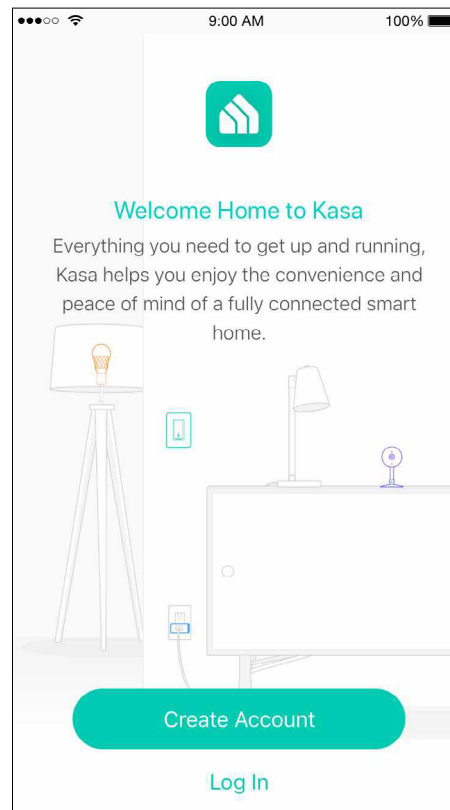 9:00 AM 100%
Welcome Home to Kasa
Everything you need to get up and running,
Kasa helps you enjoy the convenience and
peace of mind of a fully connected smart
home.
Create Account
Log In